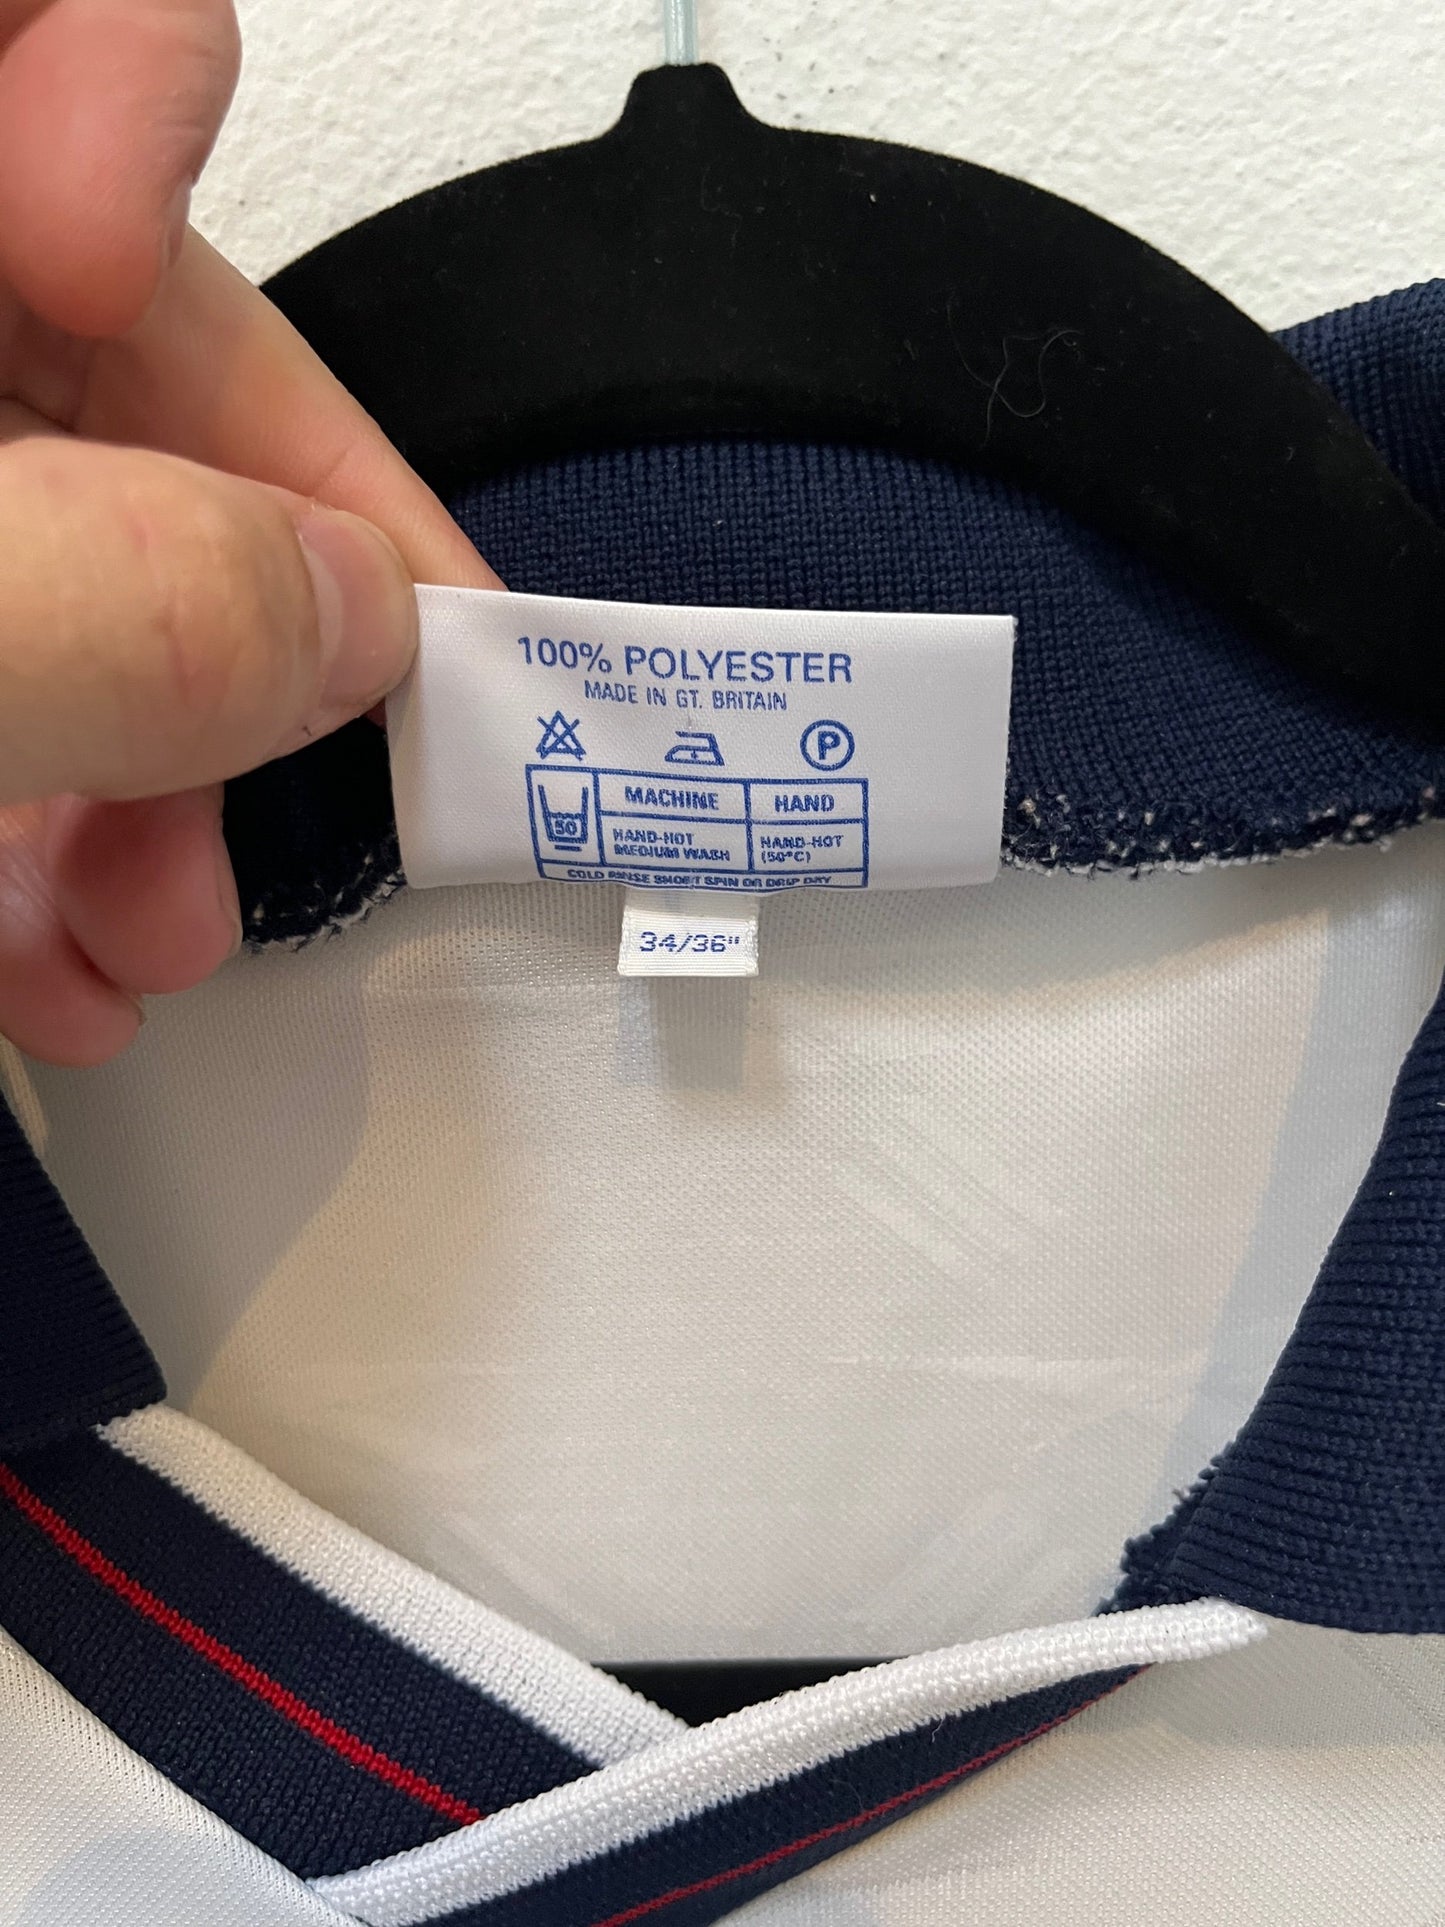 100% POLYESTER
MADE IN GT. BRITAIN
P
50
MACHINE
HAND
HAND-HOT
MEDIUM WASH
HAND-HOT
(50°C)
COLD RINSE SHORT SPIN OR DRIP DRY
34/36"